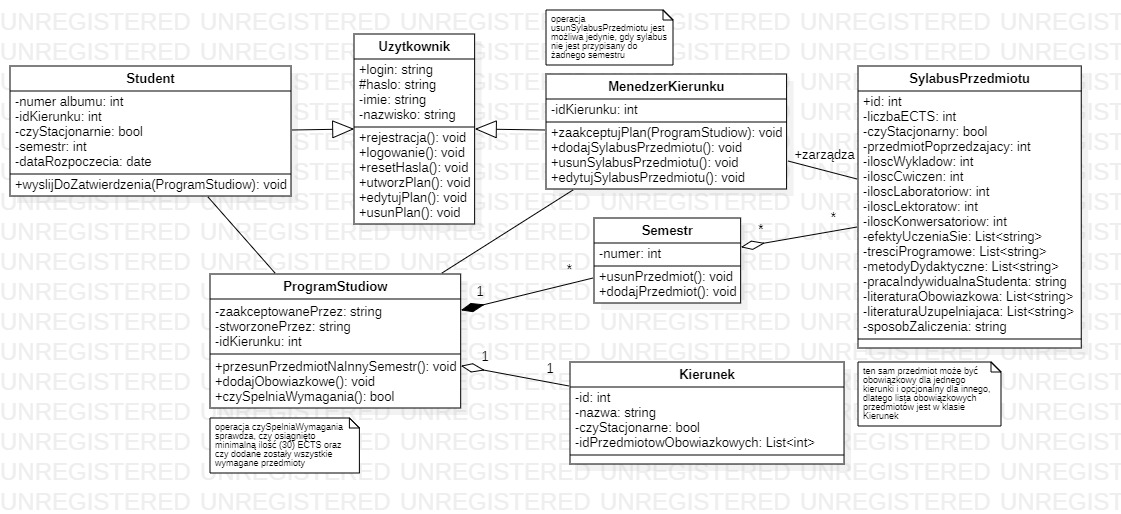 Student
-numer albumu: int
-idKierunku: int
-czyStacjonarnie: bool
-semestr: int
-dataRozpoczecia: date
+wyslijDoZatwierdzenia(ProgramStudiow): void
Uzytkownik
+login: string
#haslo: string
-imie: string
-nazwisko: string
+rejestracja(): void
+logowanie(): void
+resetHasla(): void
+utworzPlan(): void
+edytujPlan(): void
+usunPlan(): void
operacja
usunSylabusPrzedmiotu jest
możliwa jedynie, gdy sylabus
nie jest przypisany do
żadnego semestru
MenedzerKierunku
-idKierunku: int
+zaakceptujPlan(ProgramStudiow): void
+dodajSylabusPrzedmiotu(): void
+usunSylabusPrzedmiotu(): void
+edytujSylabusPrzedmiotu(): void
+zarządza
SylabusPrzedmiotu
+id: int
-liczbaECTS: int
-czyStacjonarny: bool
-przedmiotPoprzedzajacy: int
-iloscWykladow: int
-iloscCwiczen: int
-iloscLaboratoriow: int
-iloscLektoratow: int
-iloscKonwersatoriow: int
-efektyUczeniaSie: List<string>
-tresciProgramowe: List<string>
-metodyDydaktyczne: List<string>
-pracaIndywidualnaStudenta: string
-literaturaObowiazkowa: List<string>
-literaturaUzupelniajaca: List<string>
-sposobZaliczenia: string
Semestr
-numer: int
+usunPrzedmiot(): void
+dodajPrzedmiot(): void
*
*
*
1
ProgramStudiow
-zaakceptowanePrzez: string
-stworzonePrzez: string
-idKierunku: int
+przesunPrzedmiotNaInnySemestr(): void
+dodajObowiazkowe(): void
+czySpelniaWymagania(): bool
1
1
Kierunek
-id: int
-nazwa: string
-czyStacjonarne: bool
-idPrzedmiotowObowiazkowych: List<int>
ten sam przedmiot może być
obowiązkowy dla jednego
kierunki i opcjonalny dla innego,
dlatego lista obowiązkowych
przedmiotów jest w klasie
Kierunek
operacja czySpelniaWymagania
sprawdza, czy osiągnięto
minimalną ilość (30) ECTS oraz
czy dodane zostały wszystkie
wymagane przedmioty